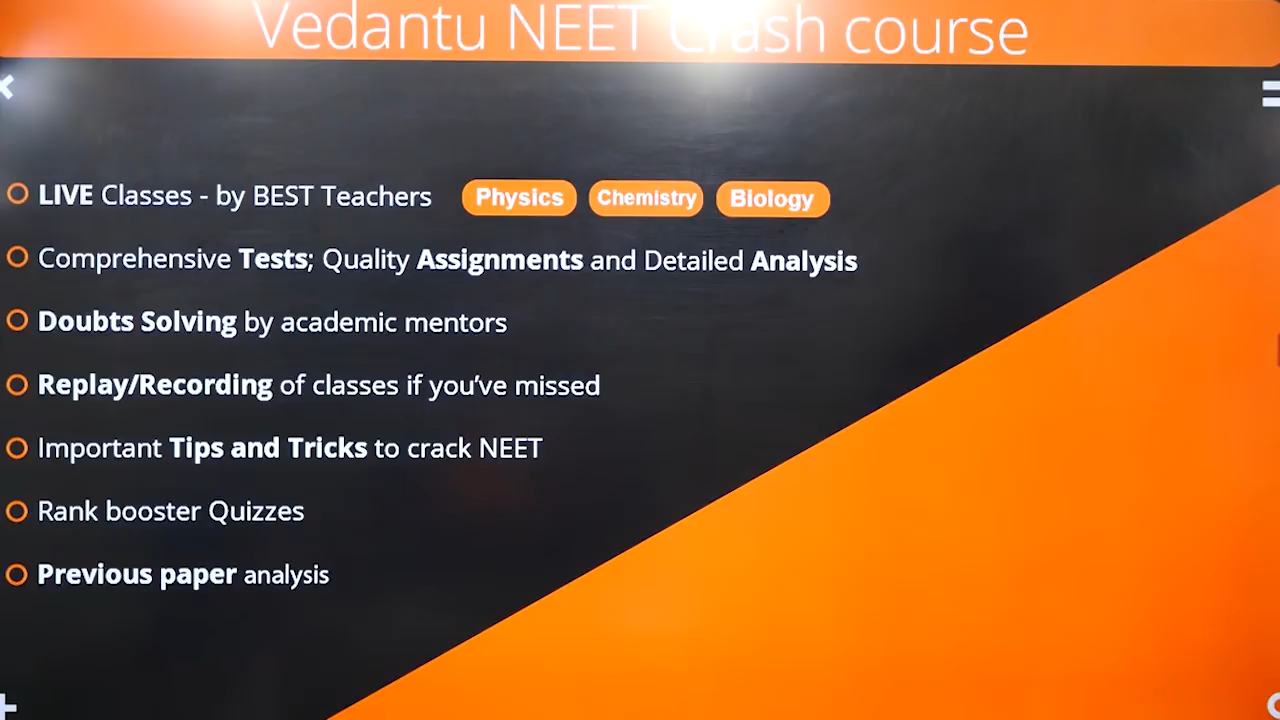 Vedantu NEET Crash course
LIVE Classes - by BEST Teachers Physics Chemistry Biology
Comprehensive Tests; Quality Assignments and Detailed Analysis
Doubts Solving by academic mentors
Replay/Recording of classes if you've missed
Important Tips and Tricks to crack NEET
Rank booster Quizzes
Previous paper analysis